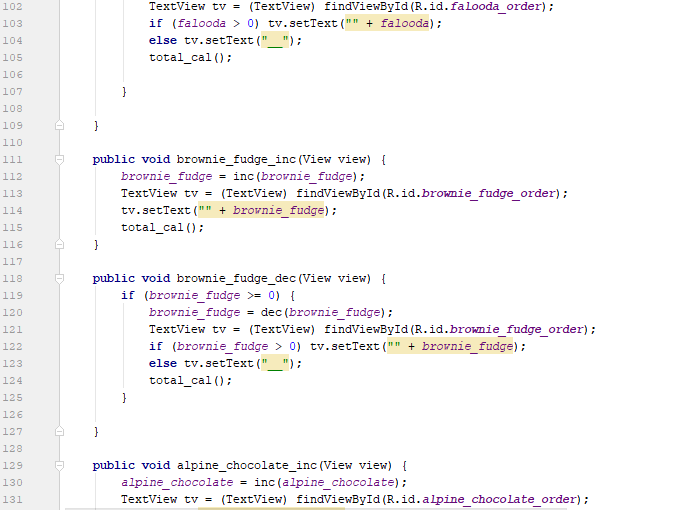 102 TextView tv = (TextView) findViewById(R.id.falooda_order);
103 if (falooda > 0) tv.setText("" + falooda);
104 else tv.setText("__");
105 total_cal();
106
107 }
108
109 }
110
111 public void brownie_fudge_inc(View view) {
112 brownie_fudge = inc(brownie_fudge);
113 TextView tv = (TextView) findViewById(R.id.brownie_fudge_order);
114 tv.setText("" + brownie_fudge);
115 total_cal();
116 }
117
118 public void brownie_fudge_dec(View view) {
119 if (brownie_fudge >= 0) {
120 brownie_fudge = dec(brownie_fudge);
121 TextView tv = (TextView) findViewById(R.id.brownie_fudge_order);
122 if (brownie_fudge > 0) tv.setText("" + brownie_fudge);
123 else tv.setText("__");
124 total_cal();
125 }
126
127 }
128
129 public void alpine_chocolate_inc(View view) {
130 alpine_chocolate = inc(alpine_chocolate);
131 TextView tv = (TextView) findViewById(R.id.alpine_chocolate_order);